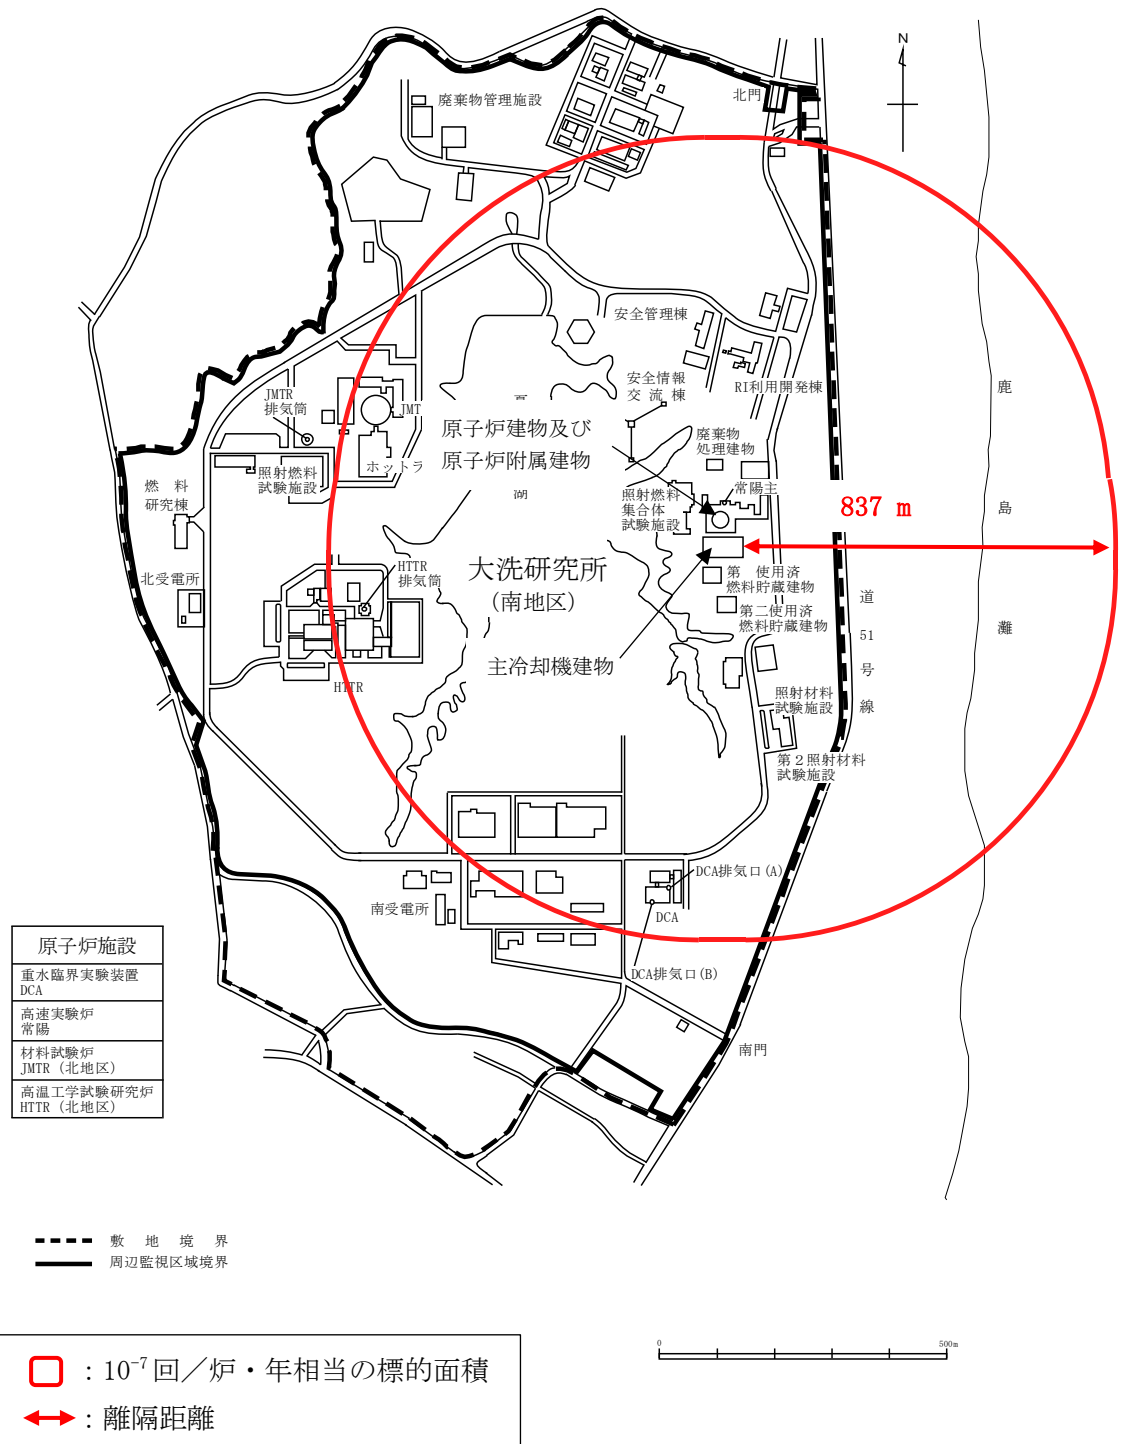 N
北門
廃棄物管理施設
安全管理棟
安全情報
交流棟
RI利用開発棟
鹿
島
灘
JMTR
排気筒
JMT
夏
湖
原子炉建物及び
原子炉附属建物
廃棄物
処理建物
ホットラ
照射燃料
試験施設
燃料
研究棟
照射燃料
集合体
試験施設
常陽主
837 m
大洗研究所
(南地区)
HTTR
排気筒
北受電所
第　使用済
燃料貯蔵建物
第二使用済
燃料貯蔵建物
道
51
号
線
主冷却機建物
HTTR
照射材料
試験施設
第２照射材料
試験施設
DCA排気口(A)
南受電所
DCA
DCA排気口(B)
南門
原子炉施設
重水臨界実験装置
DCA
高速実験炉
常陽
材料試験炉
JMTR (北地区)
高温工学試験研究炉
HTTR (北地区)
敷地境界
周辺監視区域境界
0 500m
：10⁻⁷回／炉・年相当の標的面積
：離隔距離